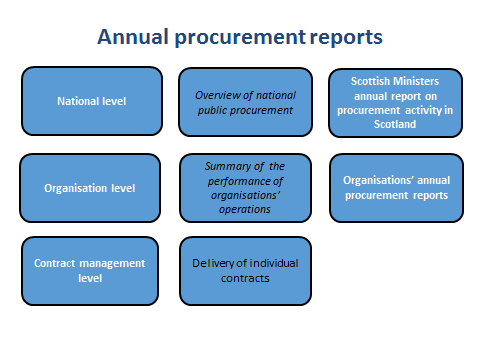 Annual procurement reports
National level
Overview of national
public procurement
Scottish Ministers
annual report on
procurement activity in
Scotland
Organisation level
Summary of the
performance of
organisations'
operations
Organisations' annual
procurement reports
Contract management
level
Delivery of individual
contracts